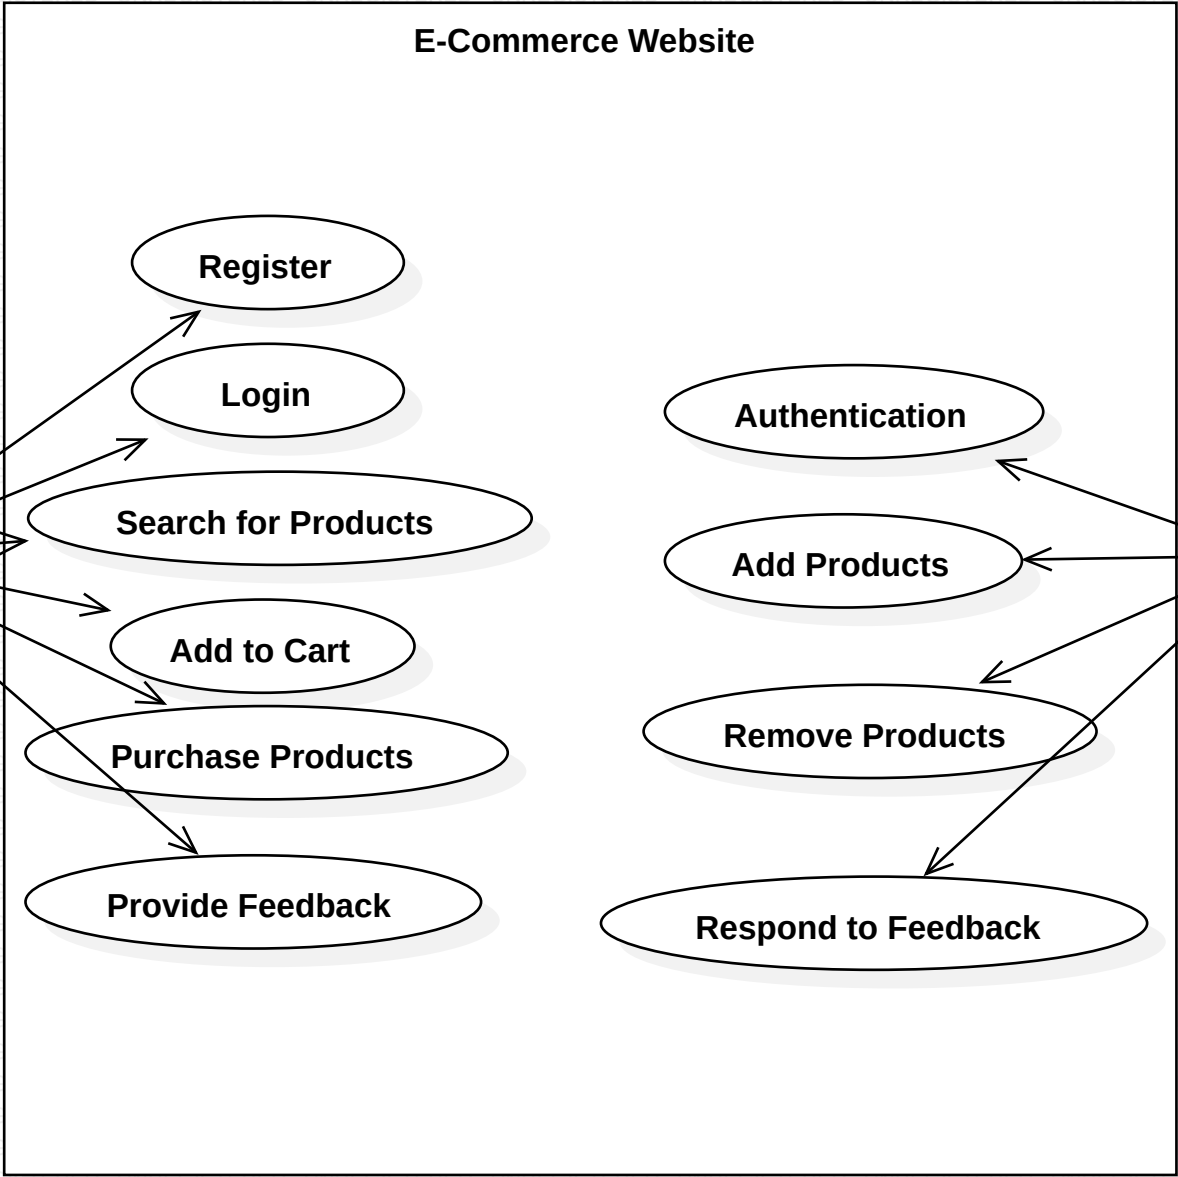 E-Commerce Website
Register
Login
Search for Products
Add to Cart
Purchase Products
Provide Feedback
Authentication
Add Products
Remove Products
Respond to Feedback